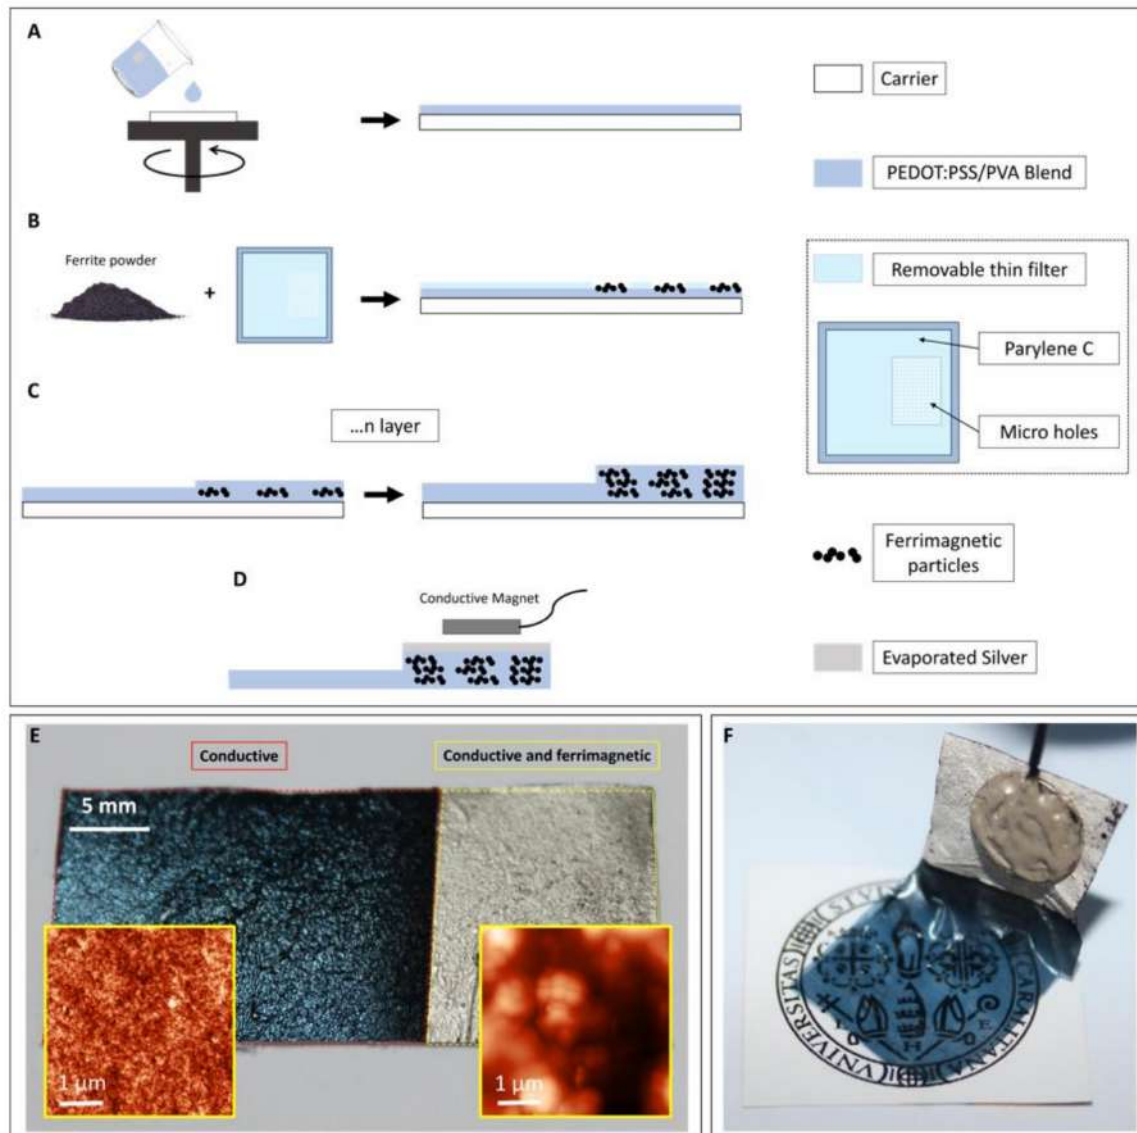 A
Carrier
PEDOT:PSS/PVA Blend
B
Ferrite powder
+
Removable thin filter
Parylene C
Micro holes
C
...n layer
Ferrimagnetic
particles
D
Conductive Magnet
Evaporated Silver
E
Conductive
Conductive and ferrimagnetic
5 mm
1 µm
1 µm
F
VNIVERSITAS